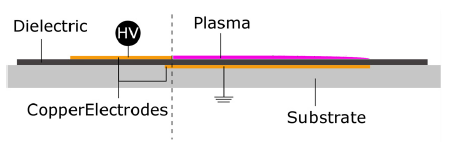 HV
Plasma
Dielectric
CopperElectrodes
Substrate